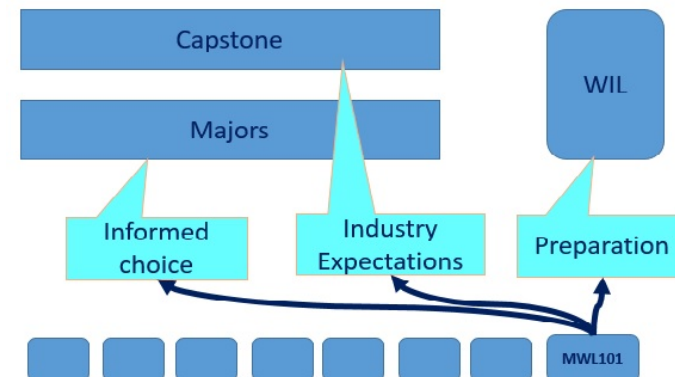 Capstone
WIL
Majors
Informed
choice
Industry
Expectations
Preparation
MWL101